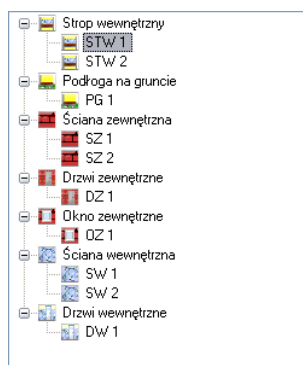 Strop wewnętrzny
STW 1
STW 2
Podłoga na gruncie
PG 1
Ściana zewnętrzna
SZ 1
SZ 2
Drzwi zewnętrzne
DZ 1
Okno zewnętrzne
OZ 1
Ściana wewnętrzna
SW 1
SW 2
Drzwi wewnętrzne
DW 1